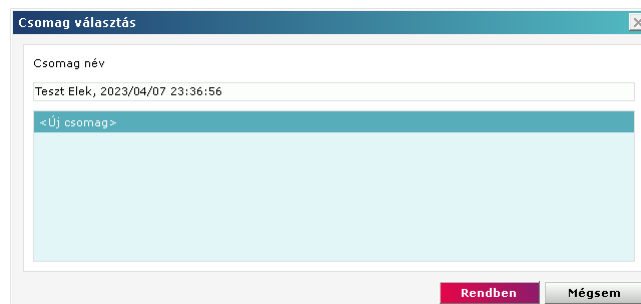 Csomag választás
Csomag név
Teszt Elek, 2023/04/07 23:36:56
<Új csomag>
Rendben
Mégsem